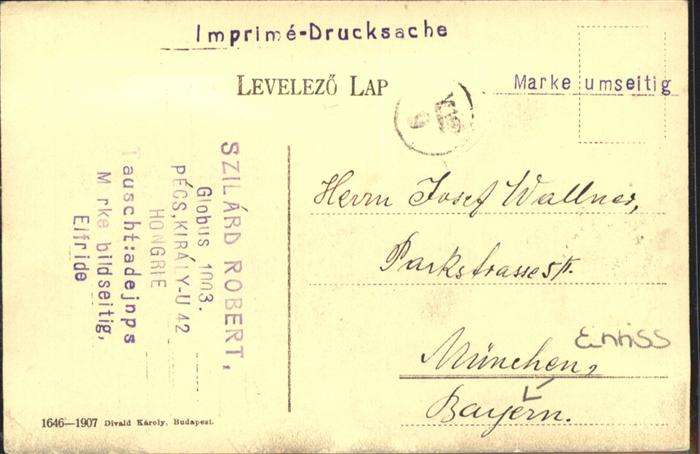 Imprimé-Drucksache
LEVELEZŐ LAP
Marke umseitig
SZILÁRD ROBERT,
Globus 1003.
PÉCS, KIRÁLY-U 42
HONGRIE
Tauscht:adejnps
M rke bildseitig,
Elfride
Herrn Josef Wallner,
Parkstrasse
München,
Bayern.
1646—1907 Divald Károly, Budapest.